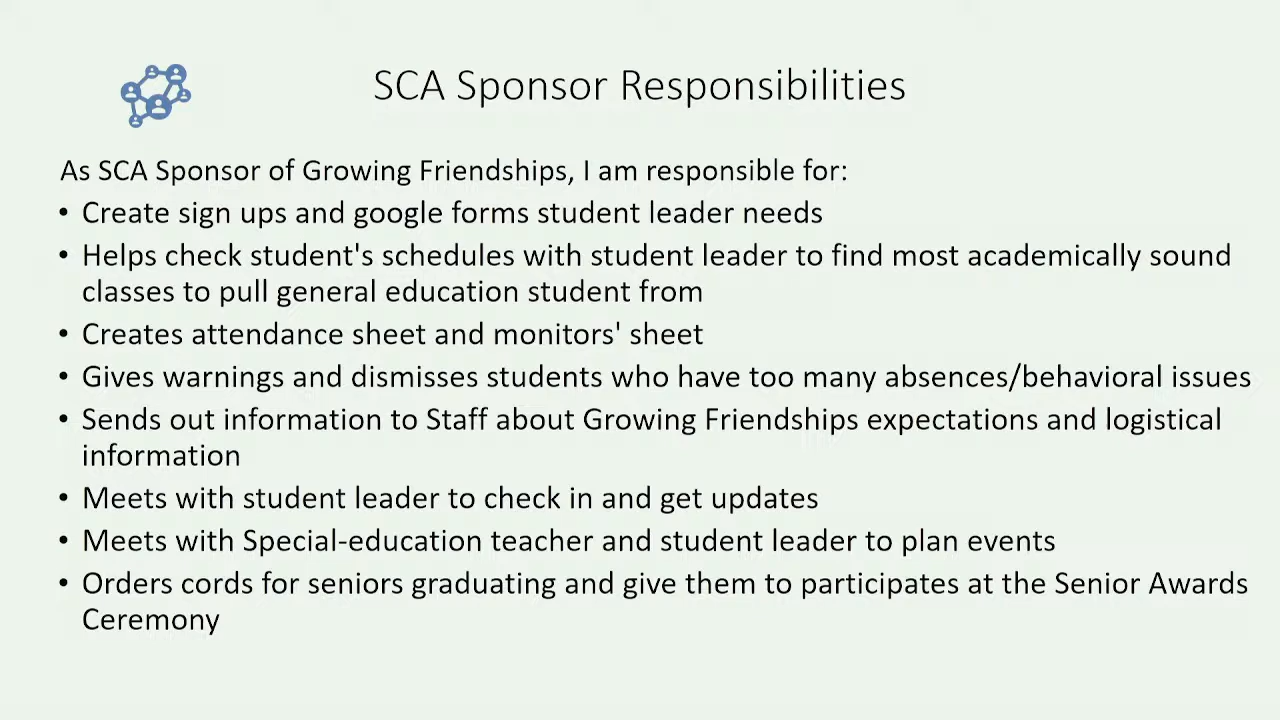 SCA Sponsor Responsibilities
As SCA Sponsor of Growing Friendships, I am responsible for:
• Create sign ups and google forms student leader needs
• Helps check student's schedules with student leader to find most academically sound
classes to pull general education student from
• Creates attendance sheet and monitors' sheet
• Gives warnings and dismisses students who have too many absences/behavioral issues
• Sends out information to Staff about Growing Friendships expectations and logistical
information
• Meets with student leader to check in and get updates
• Meets with Special-education teacher and student leader to plan events
• Orders cords for seniors graduating and give them to participates at the Senior Awards
Ceremony